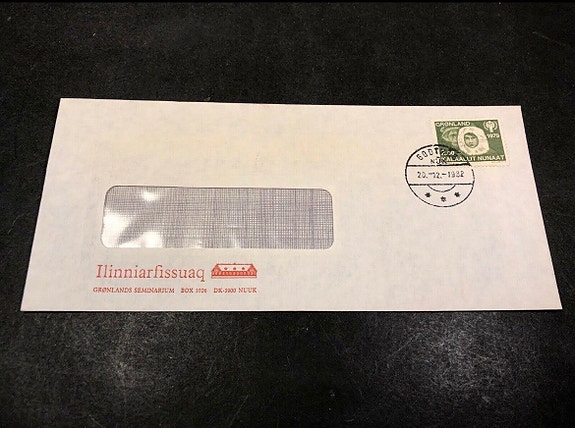 GRØNLAND
1979
KALAALLIT NUNAAT
20.-12.-1982
Ilinniarfissuaq
GRØNLANDS SEMINARIUM BOX 1026 DK-3900 NUUK